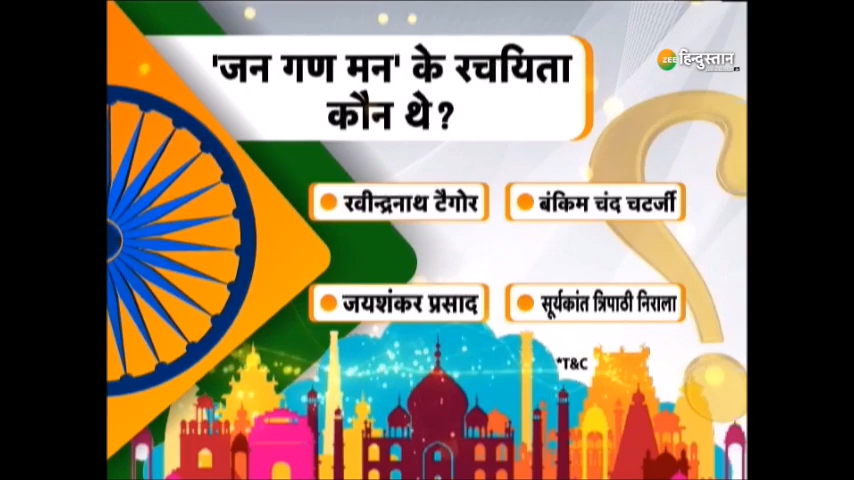 'जन गण मन' के रचयिता
कौन थे?
ZEE हिन्दुस्तान
रवीन्द्रनाथ टैगोर
बंकिम चंद चटर्जी
जयशंकर प्रसाद
सूर्यकांत त्रिपाठी निराला
*T&C